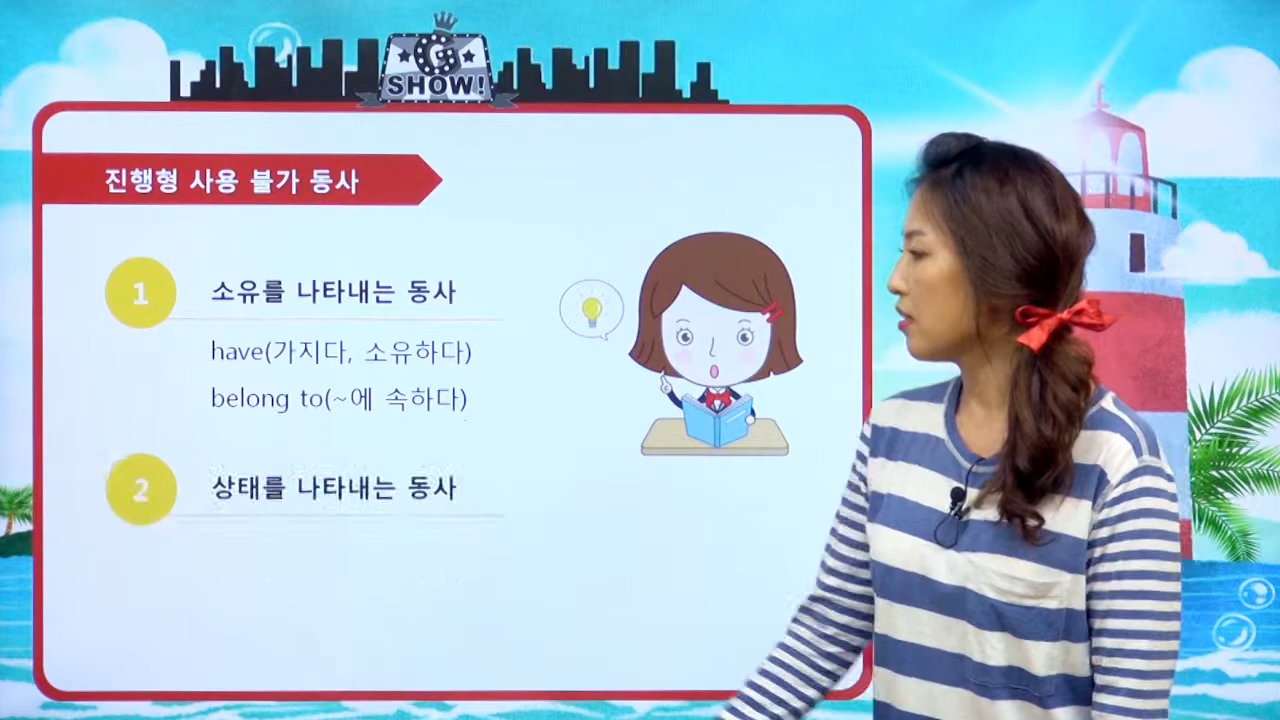 G
SHOW!
진행형 사용 불가 동사
1 소유를 나타내는 동사
have(가지다, 소유하다)
belong to(~에 속하다)
2 상태를 나타내는 동사